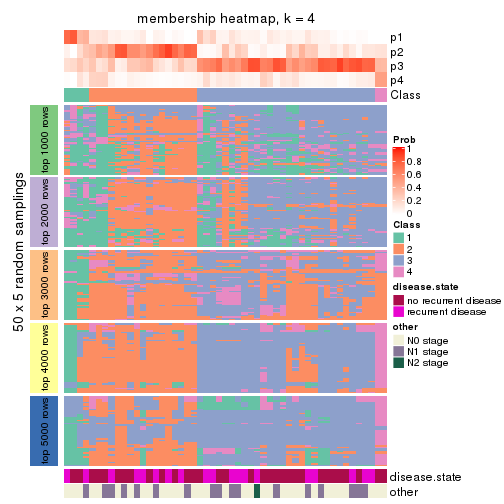 membership heatmap, k = 4
p1
p2
p3
p4
Class
50 x 5 random samplings
top 1000 rows
top 2000 rows
top 3000 rows
top 4000 rows
top 5000 rows
disease.state
other
Prob
1
0.8
0.6
0.4
0.2
0
Class
1
2
3
4
disease.state
no recurrent disease
recurrent disease
other
N0 stage
N1 stage
N2 stage